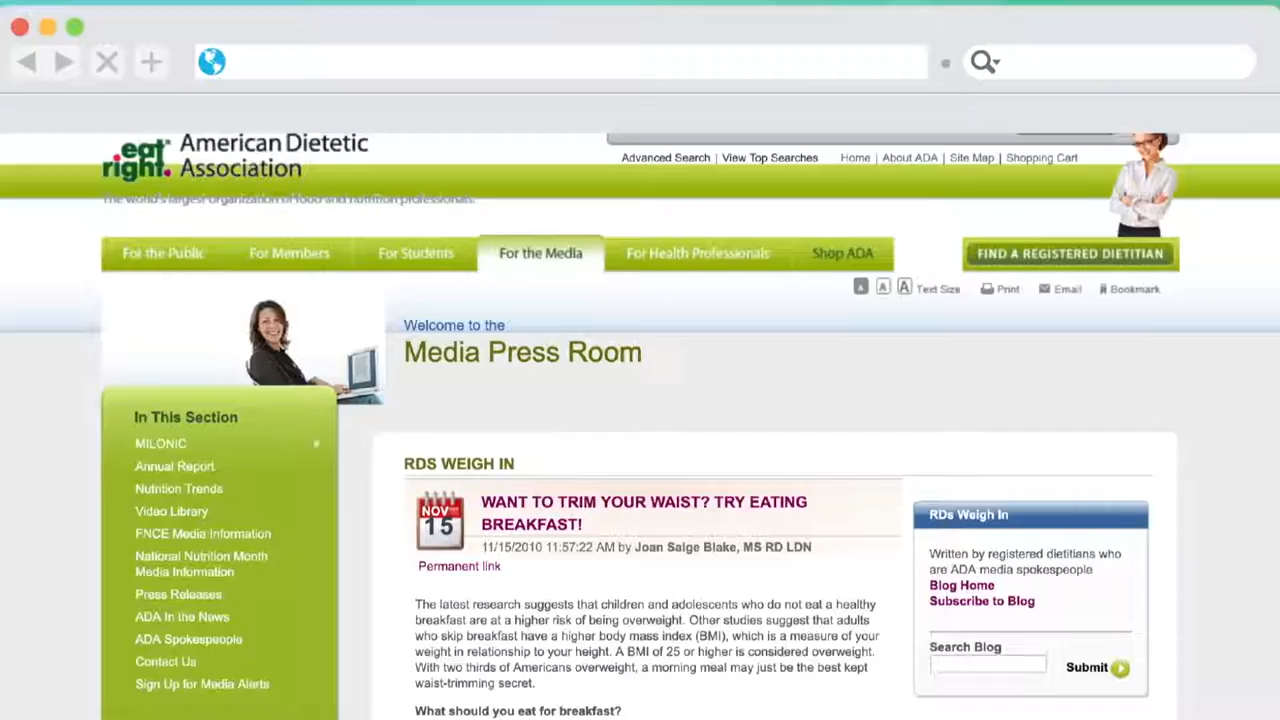 eat right. American Dietetic Association
Advanced Search | View Top Searches Home | About ADA | Site Map | Shopping Cart
The world's largest organization of food and nutrition professionals.
For the Public For Members For Students For the Media For Health Professionals Shop ADA FIND A REGISTERED DIETITIAN
A A A Text Size Print Email Bookmark
Welcome to the
Media Press Room
In This Section
MILONIC
Annual Report
Nutrition Trends
Video Library
FNCE Media Information
National Nutrition Month
Media Information
Press Releases
ADA In the News
ADA Spokespeople
Contact Us
Sign Up for Media Alerts
RDS WEIGH IN
NOV
15
WANT TO TRIM YOUR WAIST? TRY EATING
BREAKFAST!
11/15/2010 11:57:22 AM by Joan Salge Blake, MS RD LDN
Permanent link
The latest research suggests that children and adolescents who do not eat a healthy
breakfast are at a higher risk of being overweight. Other studies suggest that adults
who skip breakfast have a higher body mass index (BMI), which is a measure of your
weight in relationship to your height. A BMI of 25 or higher is considered overweight.
With two thirds of Americans overweight, a morning meal may just be the best kept
waist-trimming secret.
What should you eat for breakfast?
RDs Weigh In
Written by registered dietitians who
are ADA media spokespeople
Blog Home
Subscribe to Blog
Search Blog
Submit